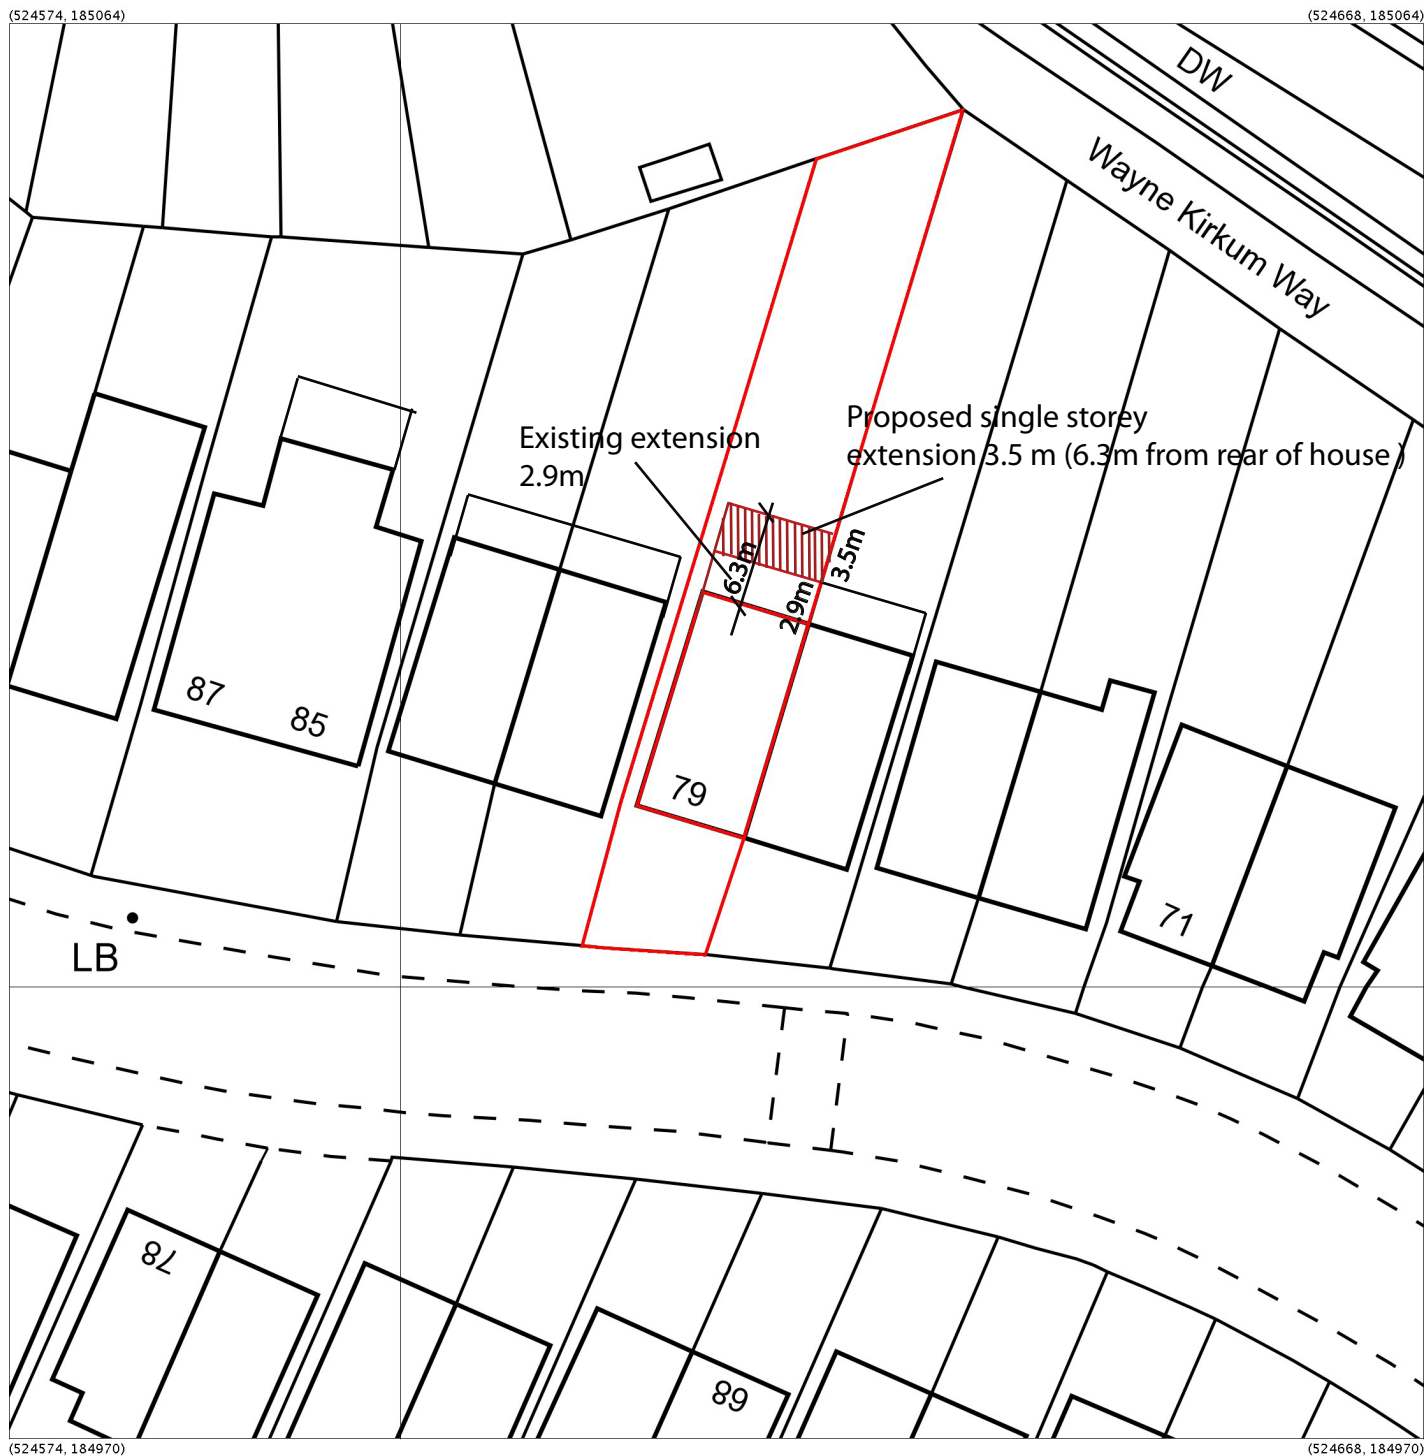 (524574, 185064)
(524668, 185064)
DW
Wayne Kirkum Way
Existing extension
2.9m
Proposed single storey
extension 3.5 m (6.3m from rear of house )
6.3m
3.5m
2.9m
87
85
79
71
LB
78
68
(524574, 184970)
(524668, 184970)